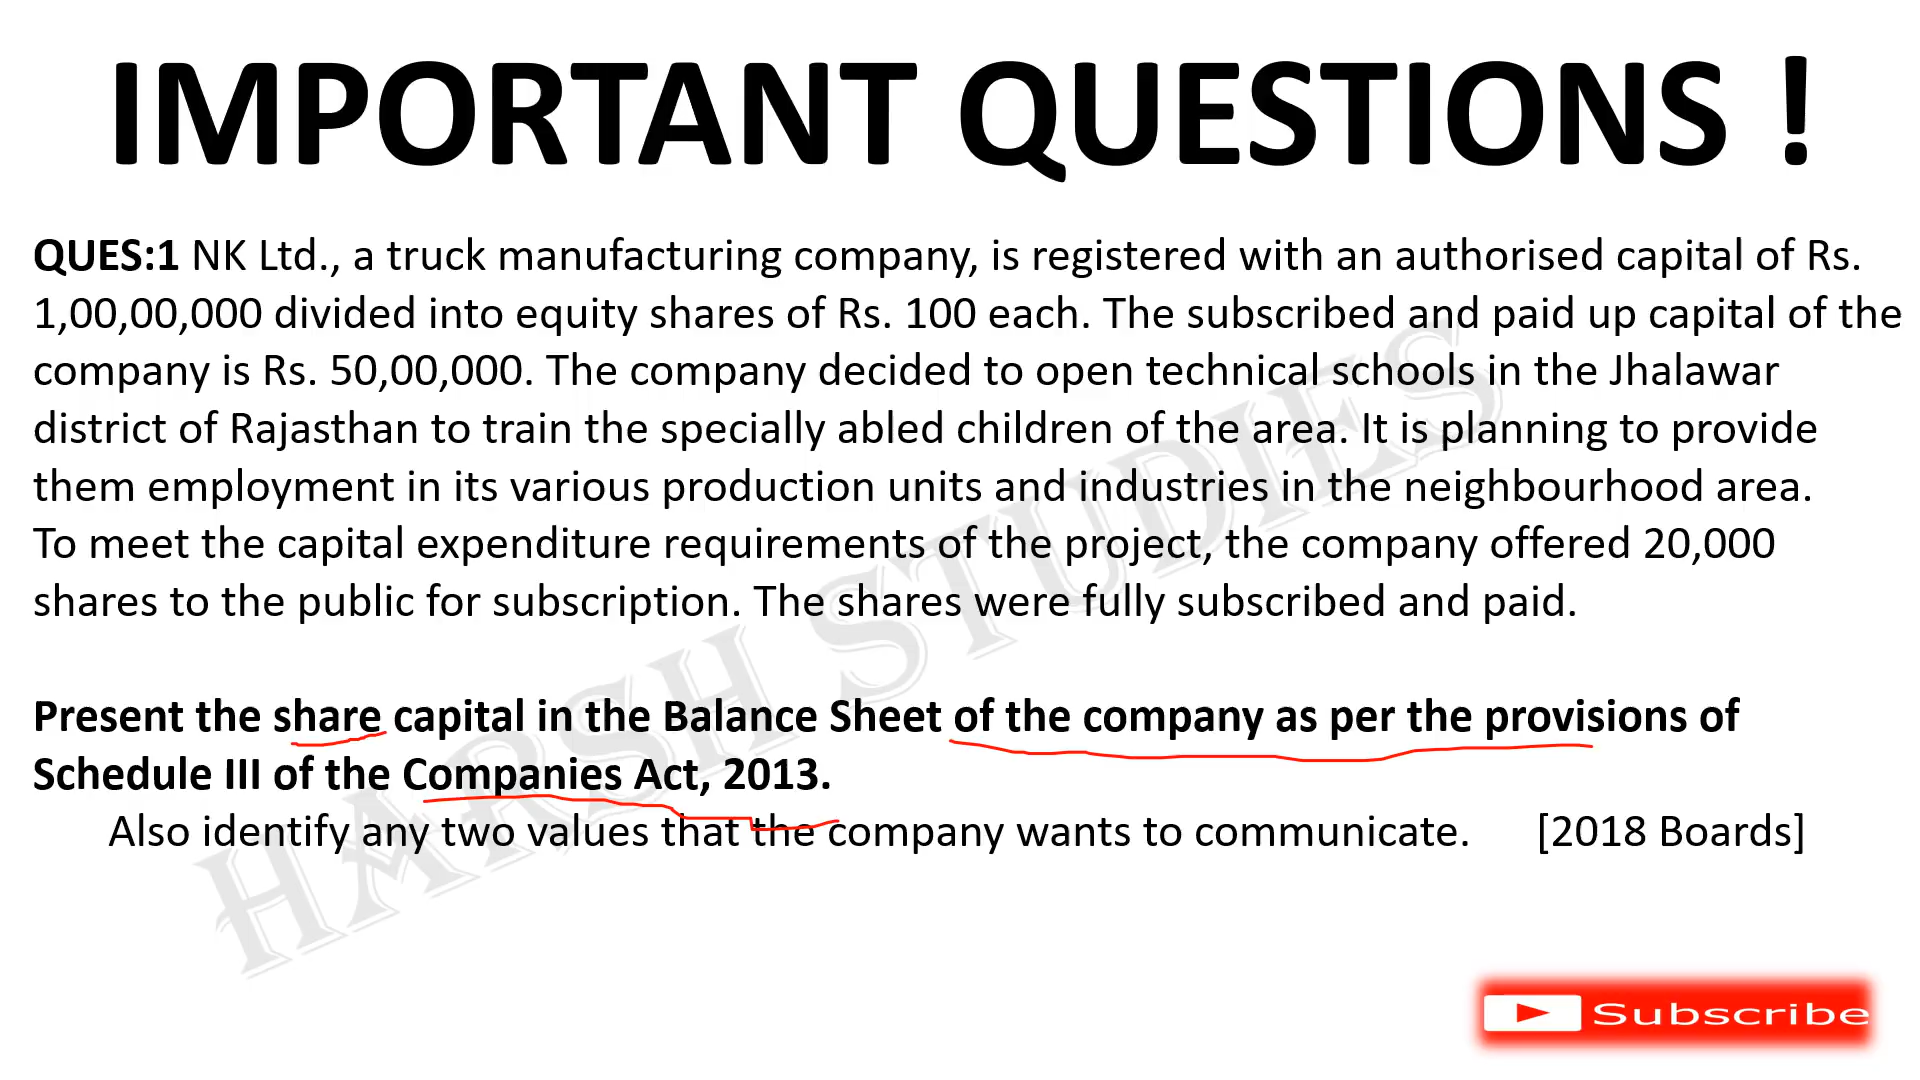 IMPORTANT QUESTIONS !
QUES:1 NK Ltd., a truck manufacturing company, is registered with an authorised capital of Rs.
1,00,00,000 divided into equity shares of Rs. 100 each. The subscribed and paid up capital of the
company is Rs. 50,00,000. The company decided to open technical schools in the Jhalawar
district of Rajasthan to train the specially abled children of the area. It is planning to provide
them employment in its various production units and industries in the neighbourhood area.
To meet the capital expenditure requirements of the project, the company offered 20,000
shares to the public for subscription. The shares were fully subscribed and paid.
Present the share capital in the Balance Sheet of the company as per the provisions of
Schedule III of the Companies Act, 2013.
Also identify any two values that the company wants to communicate. [2018 Boards]
HARSH STUDIES
Subscribe